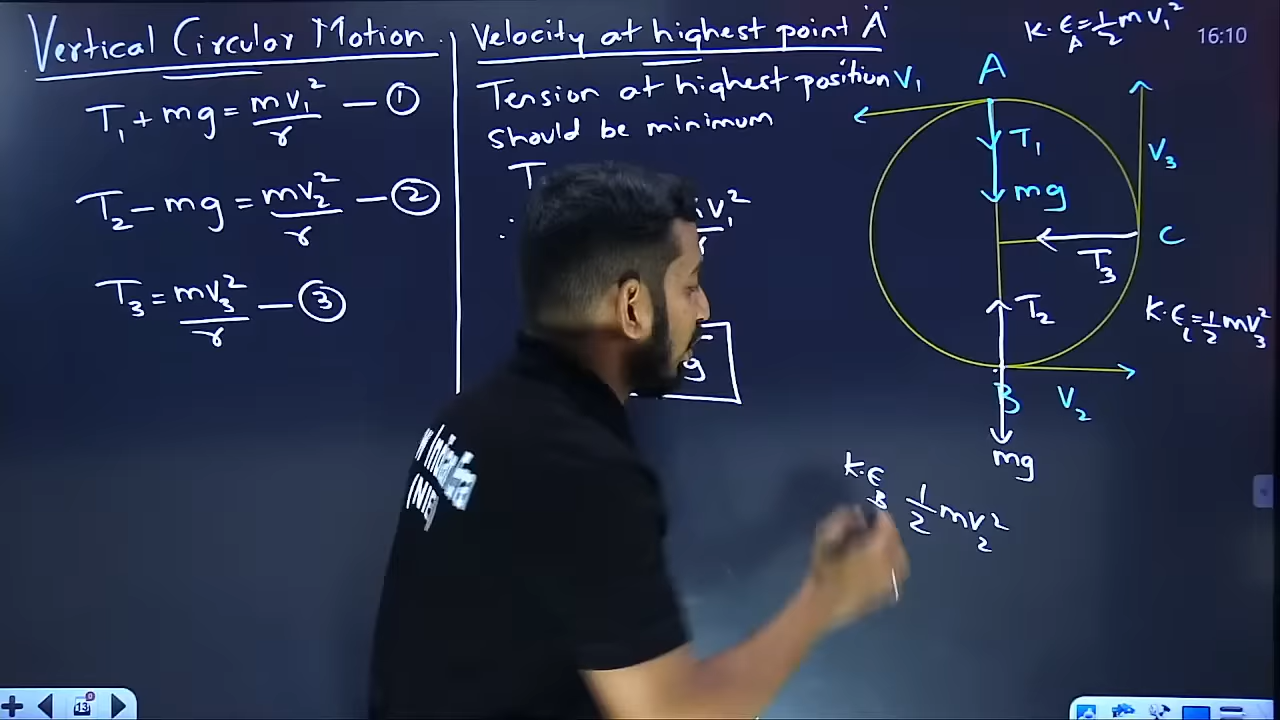 Vertical Circular Motion
T₁ + mg = mv₁²/r — ①
T₂ - mg = mv₂²/r — ②
T₃ = mv₃²/r — ③
Velocity at highest point 'A'
Tension at highest position
should be minimum
T
∴
g
K.E_A = 1/2 mv₁²
16:10
A
V₁
T₁
mg
V₃
C
T₃
T₂
K.E_C = 1/2 mv₃²
B
V₂
mg
K.E_B 1/2 mv₂²
13